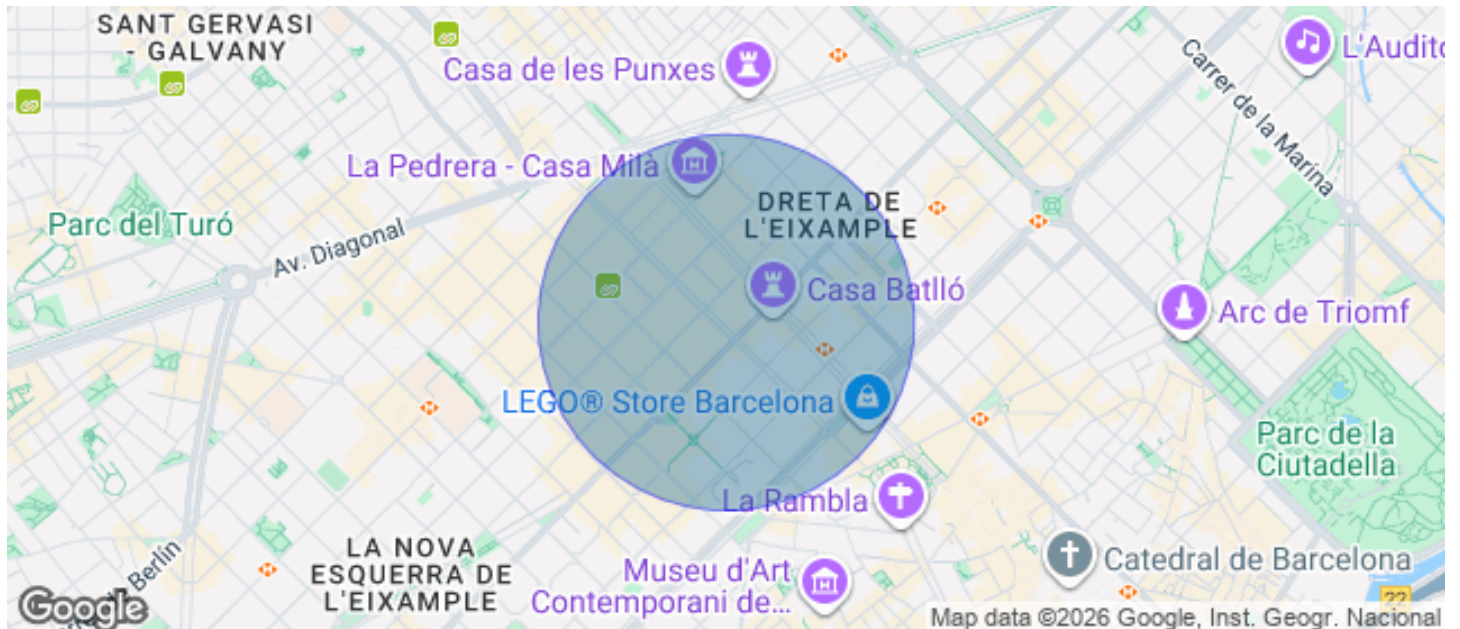 SANT GERVASI
- GALVANY
Casa de les Punxes
L'Audito
Carrer de la Marina
La Pedrera - Casa Milà
DRETA DE
L'EIXAMPLE
Parc del Turó
Av. Diagonal
Casa Batlló
Arc de Triomf
LEGO® Store Barcelona
Parc de la
Ciutadella
La Rambla
LA NOVA
ESQUERRA DE
L'EIXAMPLE
Berlín
Museu d'Art
Contemporani de...
Catedral de Barcelona
22
Google
Map data ©2026 Google, Inst. Geogr. Nacional